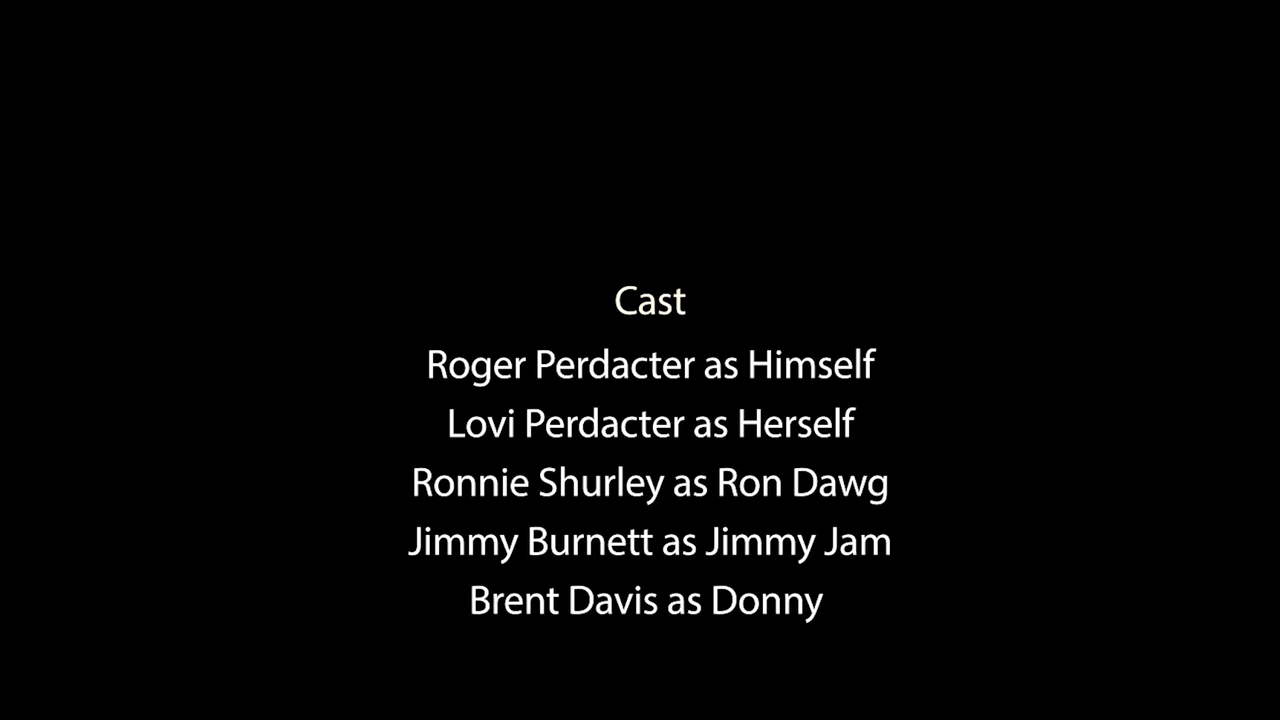 Cast
Roger Perdacter as Himself
Lovi Perdacter as Herself
Ronnie Shurley as Ron Dawg
Jimmy Burnett as Jimmy Jam
Brent Davis as Donny